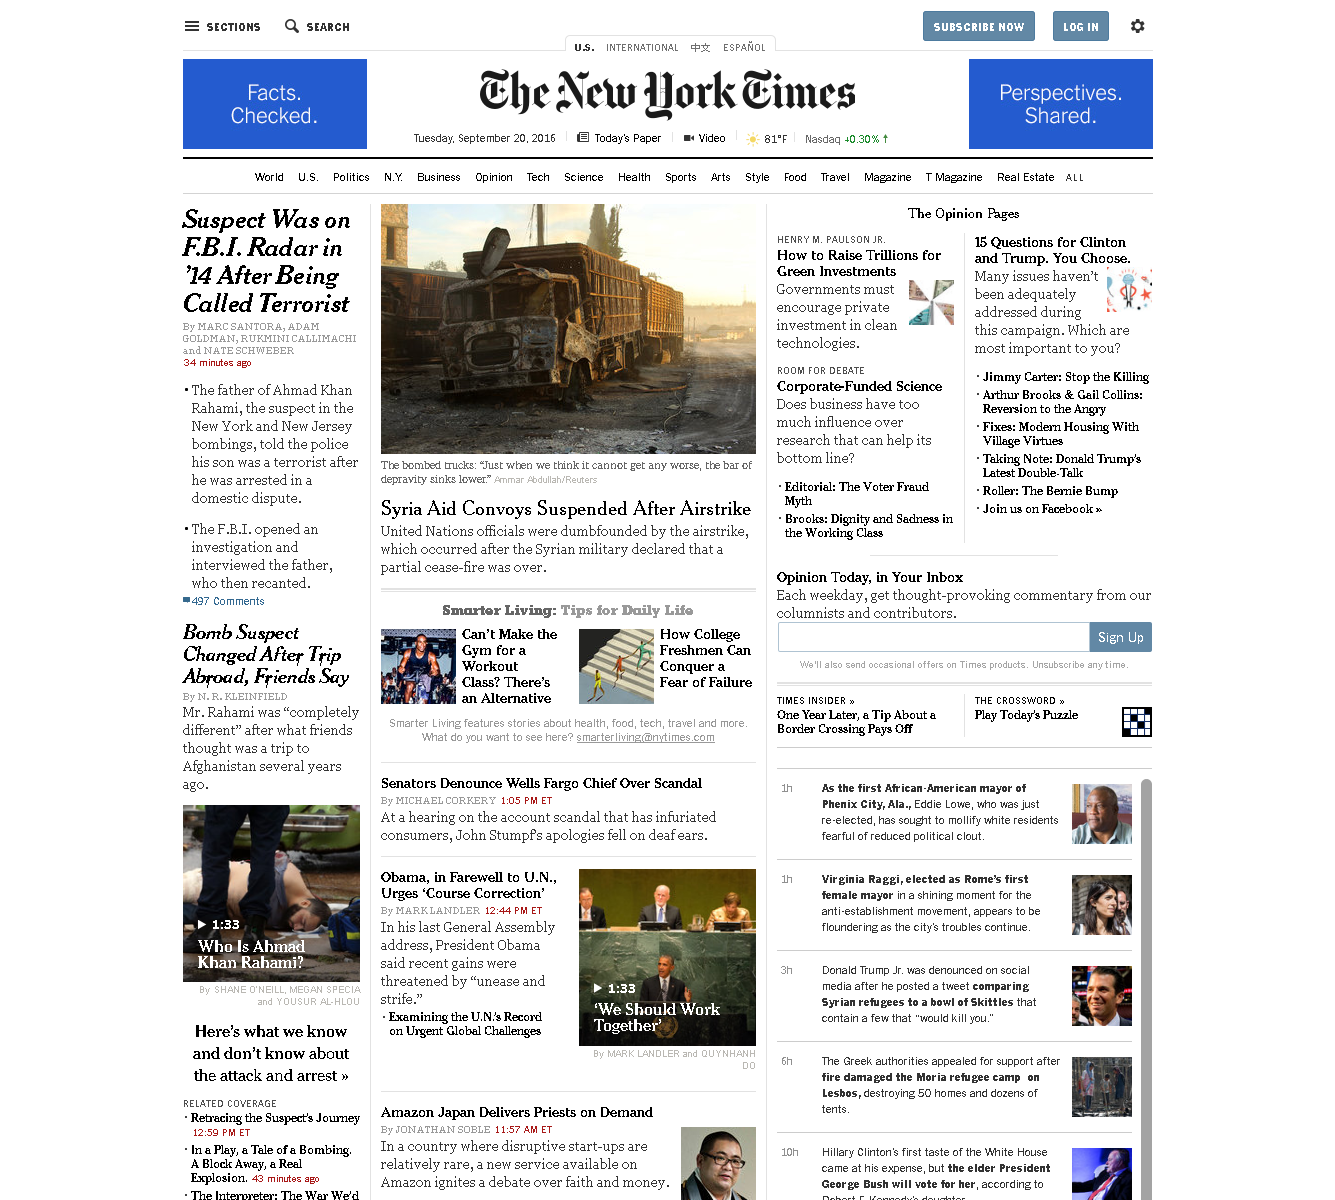 SECTIONS
SEARCH
SUBSCRIBE NOW
LOG IN
U.S.
INTERNATIONAL
中文
ESPAÑOL
Facts.
Checked.
The New York Times
Perspectives.
Shared.
Tuesday, September 20, 2016
Today's Paper
Video
81°F
Nasdaq +0.30% ↑
World
U.S.
Politics
N.Y.
Business
Opinion
Tech
Science
Health
Sports
Arts
Style
Food
Travel
Magazine
T Magazine
Real Estate
ALL
Suspect Was on
F.B.I. Radar in
’14 After Being
Called Terrorist
By MARC SANTORA, ADAM
GOLDMAN, RUKMINI CALLIMACHI
and NATE SCHWEBER
34 minutes ago
• The father of Ahmad Khan
Rahami, the suspect in the
New York and New Jersey
bombings, told the police
his son was a terrorist after
he was arrested in a
domestic dispute.
• The F.B.I. opened an
investigation and
interviewed the father,
who then recanted.
497 Comments
Bomb Suspect
Changed After Trip
Abroad, Friends Say
By N. R. KLEINFIELD
Mr. Rahami was “completely
different” after what friends
thought was a trip to
Afghanistan several years
ago.
1:33
Who Is Ahmad
Khan Rahami?
By SHANE O'NEILL, MEGAN SPECIA
and YOUSUR AL-HLOU
Here’s what we know
and don’t know about
the attack and arrest »
RELATED COVERAGE
· Retracing the Suspect’s Journey
12:59 PM ET
· In a Play, a Tale of a Bombing.
A Block Away, a Real
Explosion. 43 minutes ago
· The Interpreter: The War We’d
The bombed trucks: “Just when we think it cannot get any worse, the bar of
depravity sinks lower.” Ammar Abdullah/Reuters
Syria Aid Convoys Suspended After Airstrike
United Nations officials were dumbfounded by the airstrike,
which occurred after the Syrian military declared that a
partial cease-fire was over.
Smarter Living: Tips for Daily Life
Can’t Make the
Gym for a
Workout
Class? There’s
an Alternative
How College
Freshmen Can
Conquer a
Fear of Failure
Smarter Living features stories about health, food, tech, travel and more.
What do you want to see here? smarterliving@nytimes.com
Senators Denounce Wells Fargo Chief Over Scandal
By MICHAEL CORKERY 1:05 PM ET
At a hearing on the account scandal that has infuriated
consumers, John Stumpf’s apologies fell on deaf ears.
Obama, in Farewell to U.N.,
Urges ‘Course Correction’
By MARK LANDLER 12:44 PM ET
In his last General Assembly
address, President Obama
said recent gains were
threatened by “unease and
strife.”
· Examining the U.N.’s Record
on Urgent Global Challenges
1:33
‘We Should Work
Together’
By MARK LANDLER and QUYNHANH
DO
Amazon Japan Delivers Priests on Demand
By JONATHAN SOBLE 11:57 AM ET
In a country where disruptive start-ups are
relatively rare, a new service available on
Amazon ignites a debate over faith and money.
The Opinion Pages
HENRY M. PAULSON JR.
How to Raise Trillions for
Green Investments
Governments must
encourage private
investment in clean
technologies.
ROOM FOR DEBATE
Corporate-Funded Science
Does business have too
much influence over
research that can help its
bottom line?
· Editorial: The Voter Fraud
Myth
· Brooks: Dignity and Sadness in
the Working Class
15 Questions for Clinton
and Trump. You Choose.
Many issues haven’t
been adequately
addressed during
this campaign. Which are
most important to you?
· Jimmy Carter: Stop the Killing
· Arthur Brooks & Gail Collins:
Reversion to the Angry
· Fixes: Modern Housing With
Village Virtues
· Taking Note: Donald Trump’s
Latest Double-Talk
· Roller: The Bernie Bump
· Join us on Facebook »
Opinion Today, in Your Inbox
Each weekday, get thought-provoking commentary from our
columnists and contributors.
Sign Up
We'll also send occasional offers on Times products. Unsubscribe any time.
TIMES INSIDER »
One Year Later, a Tip About a
Border Crossing Pays Off
THE CROSSWORD »
Play Today’s Puzzle
1h
As the first African-American mayor of
Phenix City, Ala., Eddie Lowe, who was just
re-elected, has sought to mollify white residents
fearful of reduced political clout.
1h
Virginia Raggi, elected as Rome’s first
female mayor in a shining moment for the
anti-establishment movement, appears to be
floundering as the city’s troubles continue.
3h
Donald Trump Jr. was denounced on social
media after he posted a tweet comparing
Syrian refugees to a bowl of Skittles that
contain a few that “would kill you.”
6h
The Greek authorities appealed for support after
fire damaged the Moria refugee camp on
Lesbos, destroying 50 homes and dozens of
tents.
10h
Hillary Clinton’s first taste of the White House
came at his expense, but the elder President
George Bush will vote for her, according to
Robert F. Kennedy’s daughter.